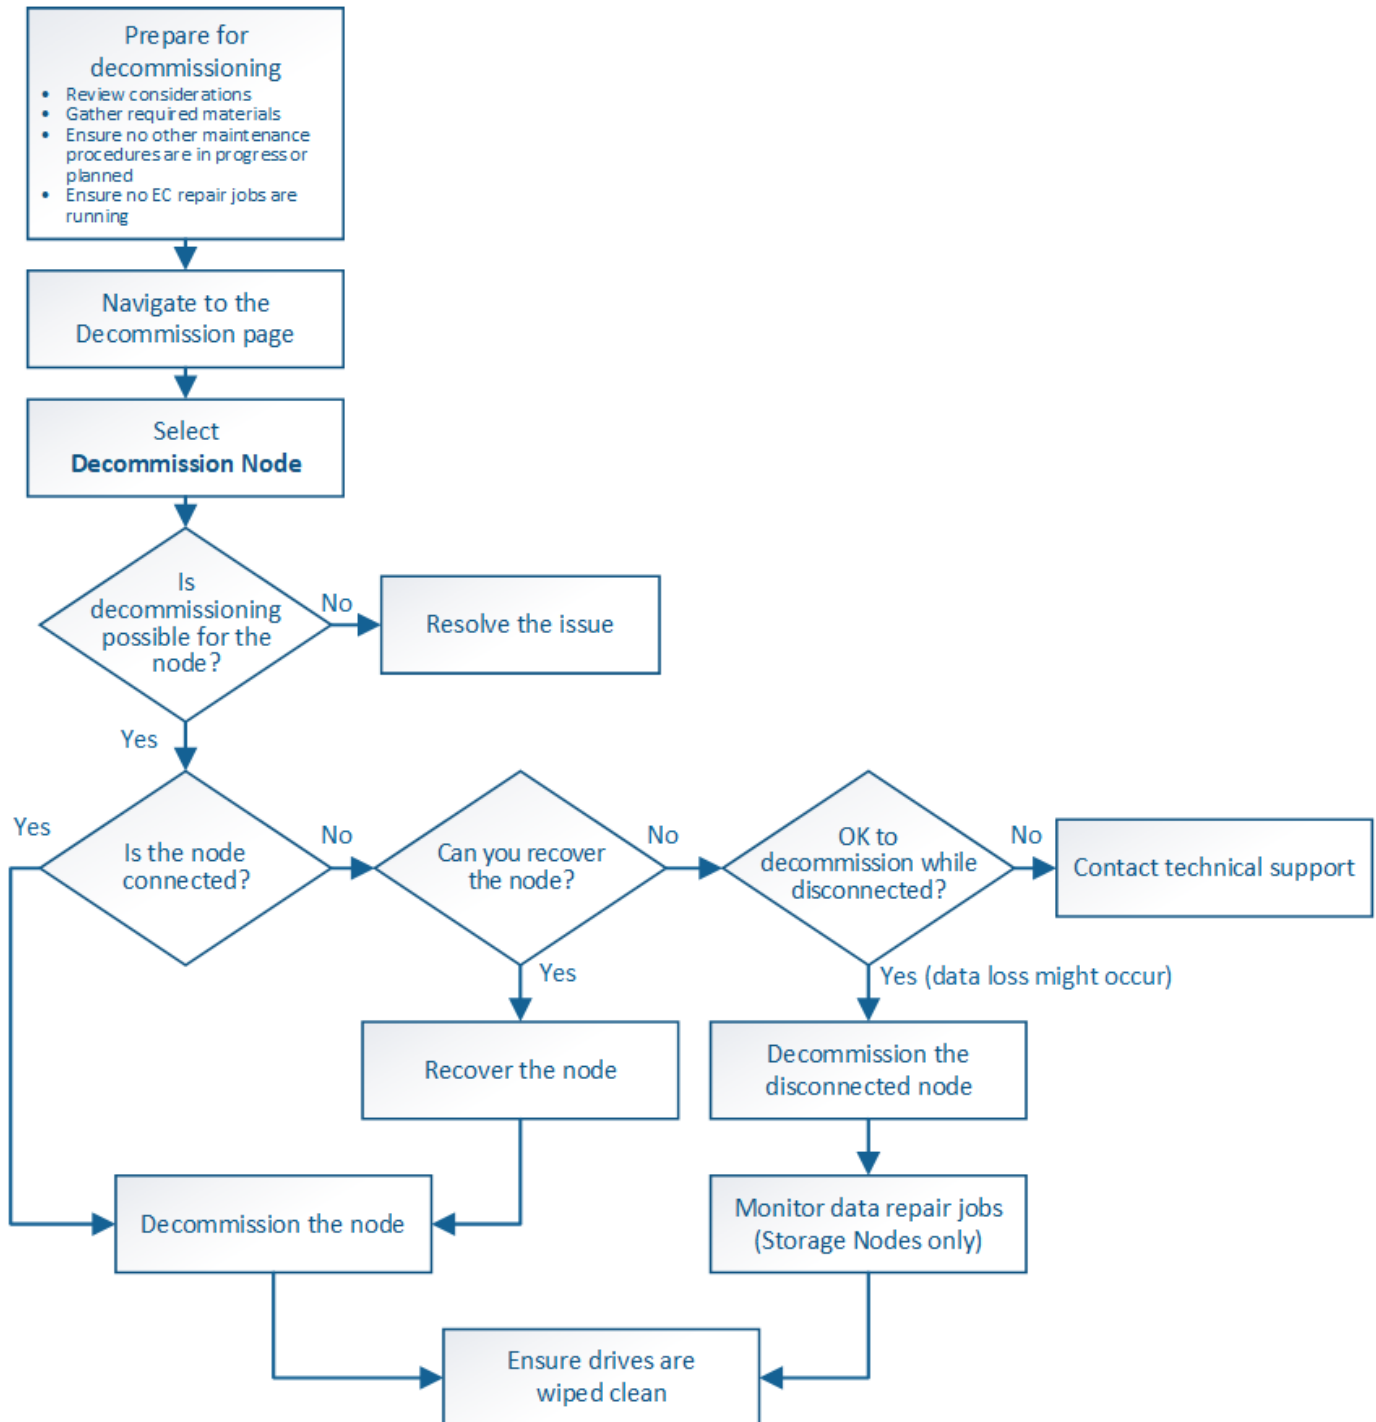 Prepare for
decommissioning
• Review considerations
• Gather required materials
• Ensure no other maintenance
procedures are in progress or
planned
• Ensure no EC repair jobs are
running
Navigate to the
Decommission page
Select
Decommission Node
Is
decommissioning
possible for the
node?
No
Resolve the issue
Yes
Yes
Is the node
connected?
No
Can you recover
the node?
No
OK to
decommission while
disconnected?
No
Contact technical support
Yes
Yes (data loss might occur)
Recover the node
Decommission the
disconnected node
Decommission the node
Monitor data repair jobs
(Storage Nodes only)
Ensure drives are
wiped clean